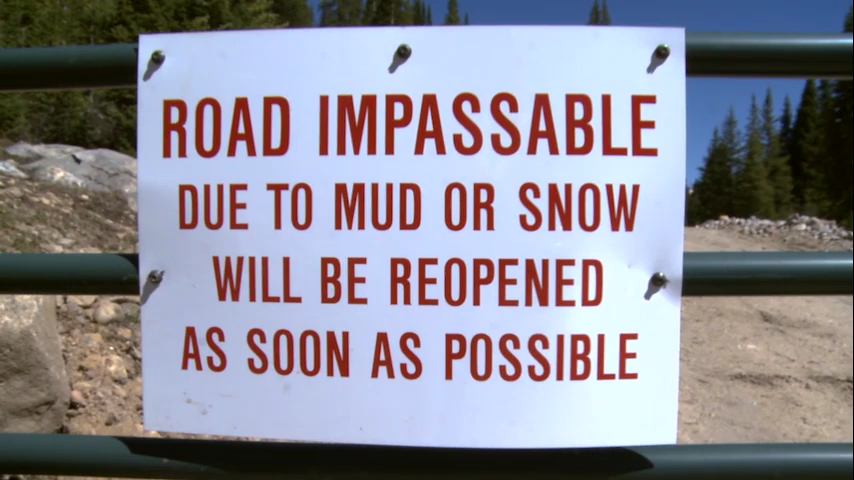 ROAD IMPASSABLE
DUE TO MUD OR SNOW
WILL BE REOPENED
AS SOON AS POSSIBLE